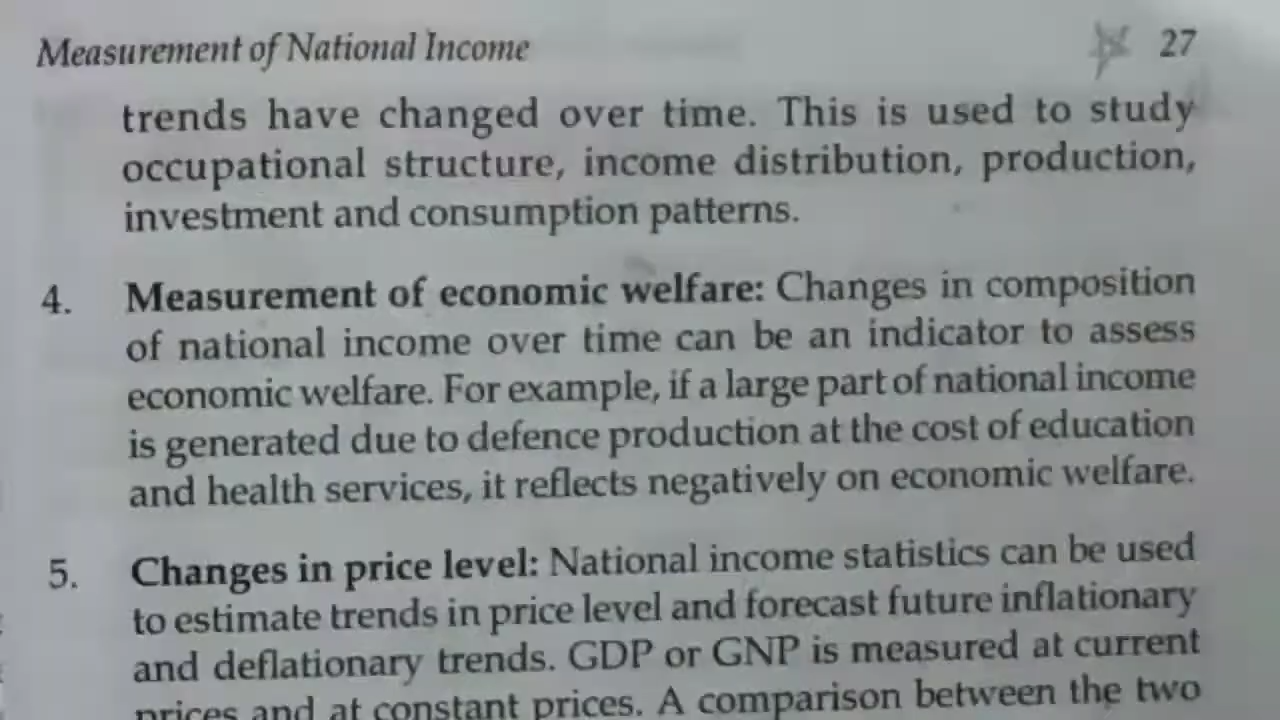 Measurement of National Income 27
trends have changed over time. This is used to study
occupational structure, income distribution, production,
investment and consumption patterns.
4. Measurement of economic welfare: Changes in composition
of national income over time can be an indicator to assess
economic welfare. For example, if a large part of national income
is generated due to defence production at the cost of education
and health services, it reflects negatively on economic welfare.
5. Changes in price level: National income statistics can be used
to estimate trends in price level and forecast future inflationary
and deflationary trends. GDP or GNP is measured at current
prices and at constant prices. A comparison between the two